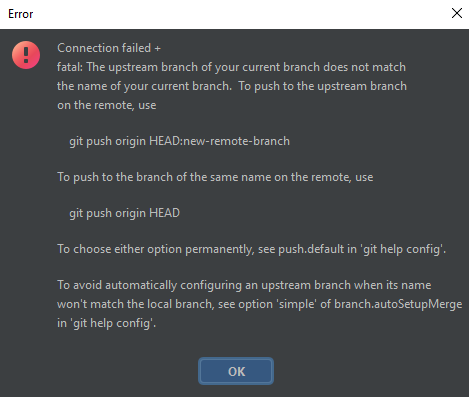 Error
Connection failed +
fatal: The upstream branch of your current branch does not match
the name of your current branch.  To push to the upstream branch
on the remote, use
git push origin HEAD:new-remote-branch
To push to the branch of the same name on the remote, use
git push origin HEAD
To choose either option permanently, see push.default in 'git help config'.
To avoid automatically configuring an upstream branch when its name
won't match the local branch, see option 'simple' of branch.autoSetupMerge
in 'git help config'.
OK